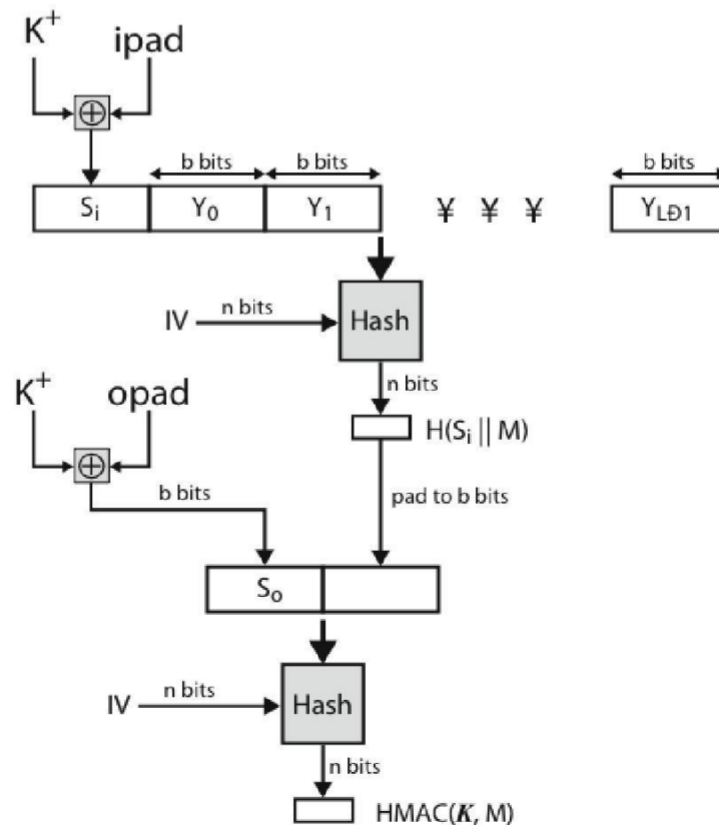 K+ ipad
⊕
b bits b bits b bits
Si Y0 Y1 ¥ ¥ ¥ YLÐ1
IV n bits Hash
n bits
K+ opad
H(Si || M)
⊕
b bits pad to b bits
So
IV n bits Hash
n bits
HMAC(K, M)